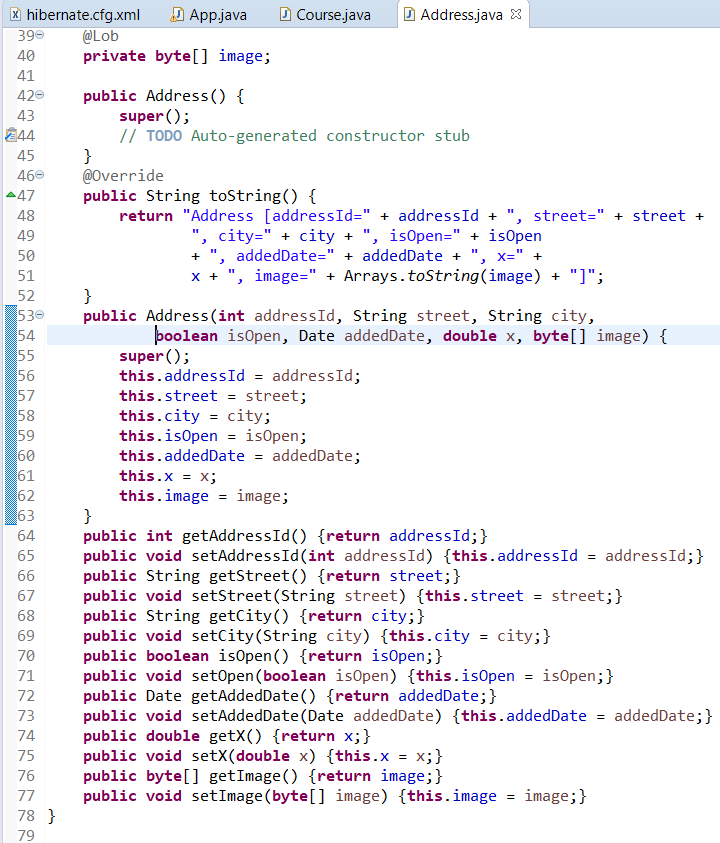 hibernate.cfg.xml App.java Course.java Address.java
39 @Lob
40     private byte[] image;
41
42     public Address() {
43         super();
44         // TODO Auto-generated constructor stub
45     }
46     @Override
47     public String toString() {
48         return "Address [addressId=" + addressId + ", street=" + street +
49                 ", city=" + city + ", isOpen=" + isOpen
50                 + ", addedDate=" + addedDate + ", x=" +
51                 x + ", image=" + Arrays.toString(image) + "]";
52     }
53     public Address(int addressId, String street, String city,
54             boolean isOpen, Date addedDate, double x, byte[] image) {
55         super();
56         this.addressId = addressId;
57         this.street = street;
58         this.city = city;
59         this.isOpen = isOpen;
60         this.addedDate = addedDate;
61         this.x = x;
62         this.image = image;
63     }
64     public int getAddressId() {return addressId;}
65     public void setAddressId(int addressId) {this.addressId = addressId;}
66     public String getStreet() {return street;}
67     public void setStreet(String street) {this.street = street;}
68     public String getCity() {return city;}
69     public void setCity(String city) {this.city = city;}
70     public boolean isOpen() {return isOpen;}
71     public void setOpen(boolean isOpen) {this.isOpen = isOpen;}
72     public Date getAddedDate() {return addedDate;}
73     public void setAddedDate(Date addedDate) {this.addedDate = addedDate;}
74     public double getX() {return x;}
75     public void setX(double x) {this.x = x;}
76     public byte[] getImage() {return image;}
77     public void setImage(byte[] image) {this.image = image;}
78 }
79